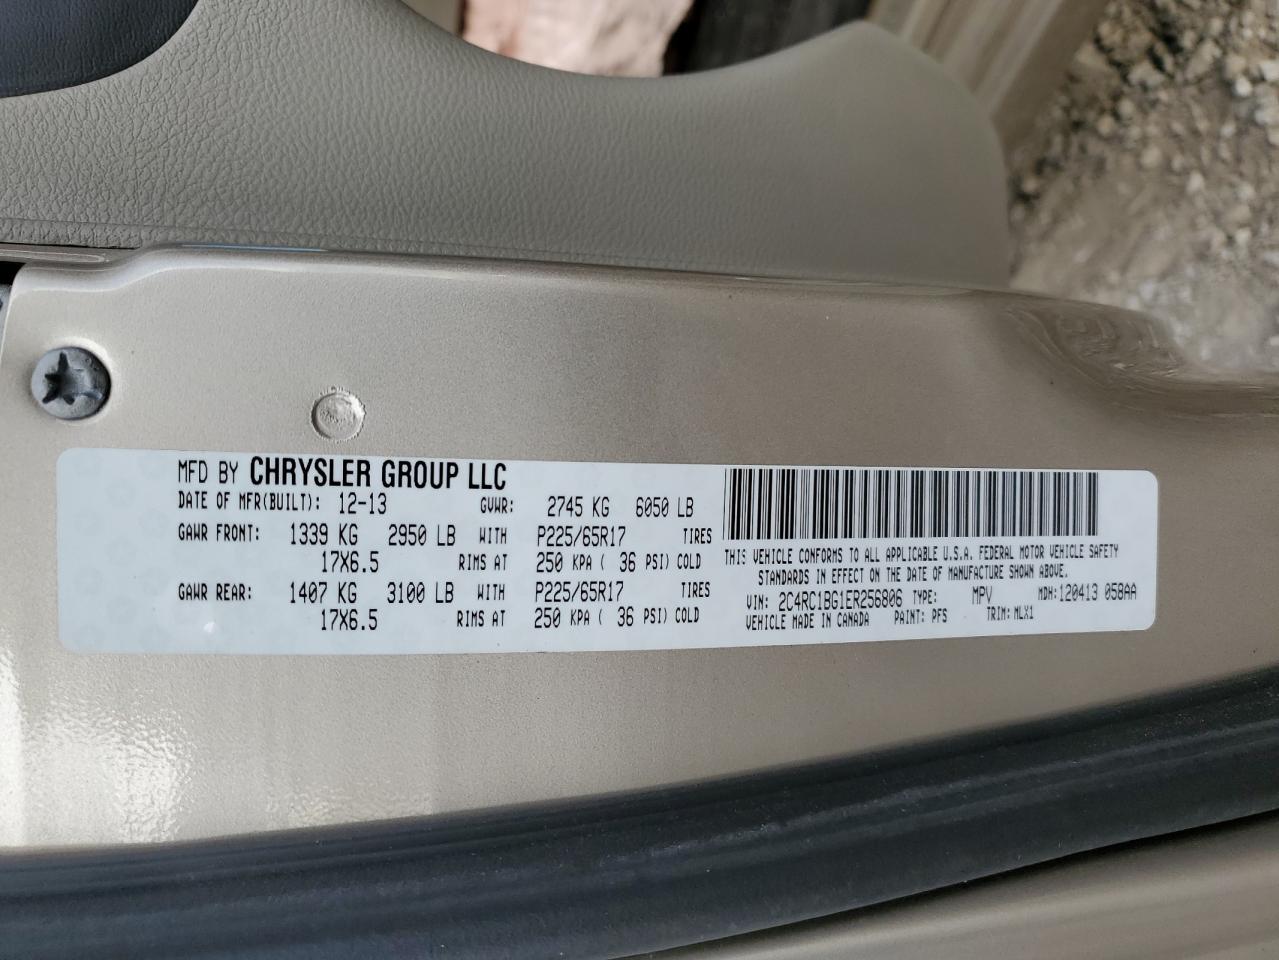 MFD BY CHRYSLER GROUP LLC
DATE OF MFR(BUILT): 12-13 GVWR: 2745 KG 6050 LB
GAWR FRONT: 1339 KG 2950 LB WITH P225/65R17 TIRES
17X6.5 RIMS AT 250 KPA ( 36 PSI) COLD
GAWR REAR: 1407 KG 3100 LB WITH P225/65R17 TIRES
17X6.5 RIMS AT 250 KPA ( 36 PSI) COLD
THIS VEHICLE CONFORMS TO ALL APPLICABLE U.S.A. FEDERAL MOTOR VEHICLE SAFETY
STANDARDS IN EFFECT ON THE DATE OF MANUFACTURE SHOWN ABOVE.
VIN: 2C4RC1BG1ER256806 TYPE: MPV MDH:120413 058AA
VEHICLE MADE IN CANADA PAINT: PFS TRIM: MLX1